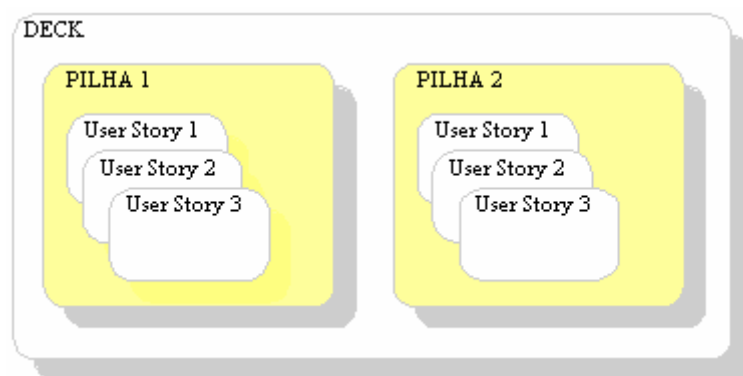 DECK
PILHA 1
User Story 1
User Story 2
User Story 3
PILHA 2
User Story 1
User Story 2
User Story 3